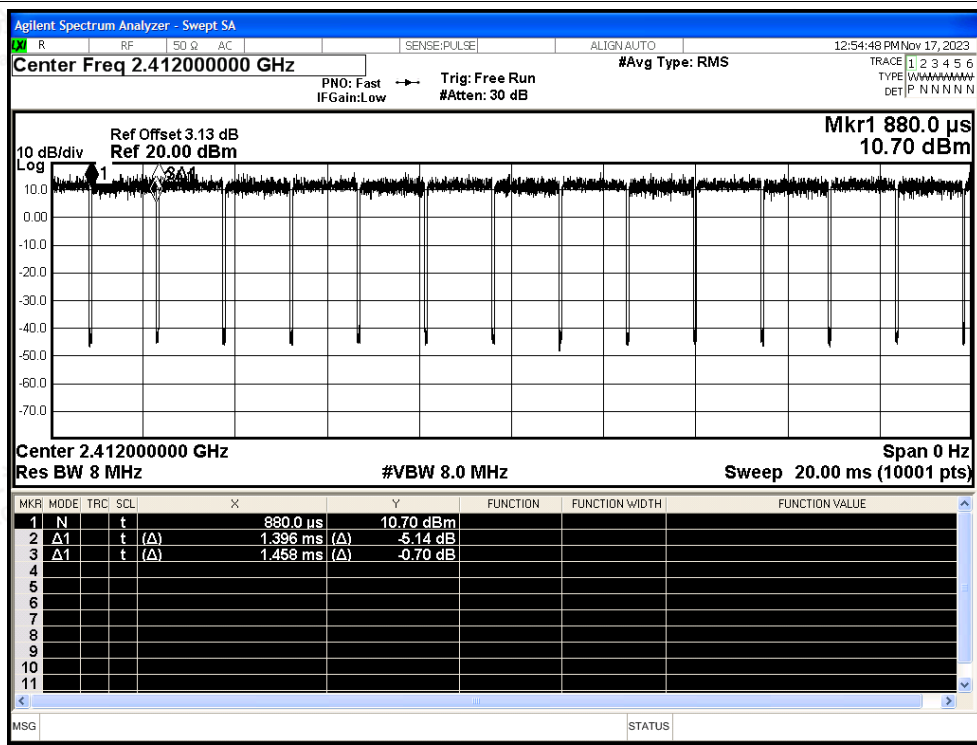 Agilent Spectrum Analyzer - Swept SA
LXI R RF 50 Ω AC SENSE:PULSE ALIGN AUTO 12:54:48 PM Nov 17, 2023
Center Freq 2.412000000 GHz #Avg Type: RMS TRACE 1 2 3 4 5 6
PNO: Fast Trig: Free Run TYPE
IFGain:Low #Atten: 30 dB DET P N N N N N
Mkr1 880.0 µs
Ref Offset 3.13 dB
10 dB/div Ref 20.00 dBm 10.70 dBm
Log
1 3Δ1
10.0
0.00
-10.0
-20.0
-30.0
-40.0
-50.0
-60.0
-70.0
Center 2.412000000 GHz Span 0 Hz
Res BW 8 MHz #VBW 8.0 MHz Sweep 20.00 ms (10001 pts)
MKR MODE TRC SCL X Y FUNCTION FUNCTION WIDTH FUNCTION VALUE
1 N t 880.0 µs 10.70 dBm
2 Δ1 t (Δ) 1.396 ms (Δ) -5.14 dB
3 Δ1 t (Δ) 1.458 ms (Δ) -0.70 dB
4
5
6
7
8
9
10
11
MSG STATUS